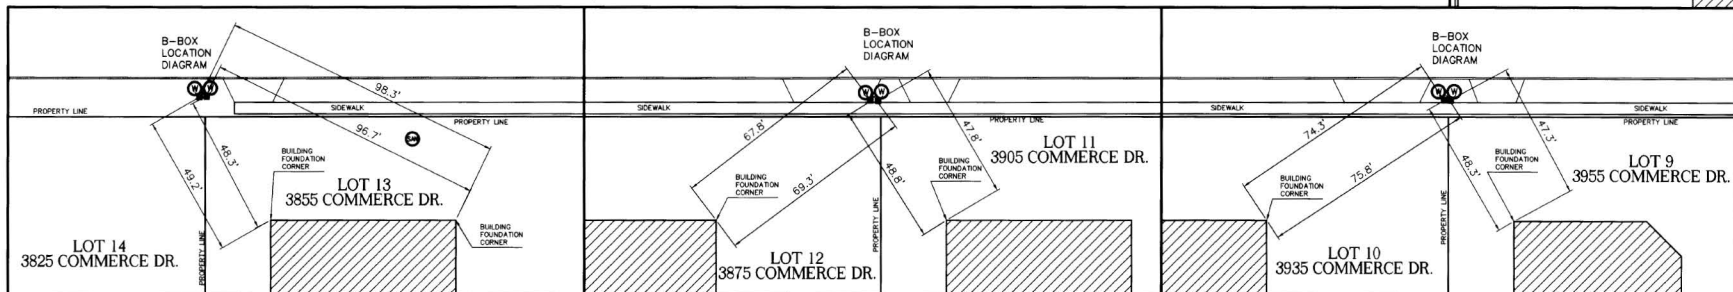 B-BOX
LOCATION
DIAGRAM
W
W
98.3'
PROPERTY LINE
SIDEWALK
PROPERTY LINE
96.7'
SAN
48.3'
49.2'
BUILDING
FOUNDATION
CORNER
LOT 13
3855 COMMERCE DR.
BUILDING
FOUNDATION
CORNER
LOT 14
3825 COMMERCE DR.
PROPERTY LINE
B-BOX
LOCATION
DIAGRAM
W
W
SIDEWALK
PROPERTY LINE
67.8'
69.3'
47.8'
48.8'
LOT 11
3905 COMMERCE DR.
BUILDING
FOUNDATION
CORNER
BUILDING
FOUNDATION
CORNER
PROPERTY LINE
LOT 12
3875 COMMERCE DR.
B-BOX
LOCATION
DIAGRAM
W
W
SIDEWALK
SIDEWALK
PROPERTY LINE
74.3'
75.8'
47.3'
48.3'
BUILDING
FOUNDATION
CORNER
BUILDING
FOUNDATION
CORNER
LOT 9
3955 COMMERCE DR.
PROPERTY LINE
LOT 10
3935 COMMERCE DR.